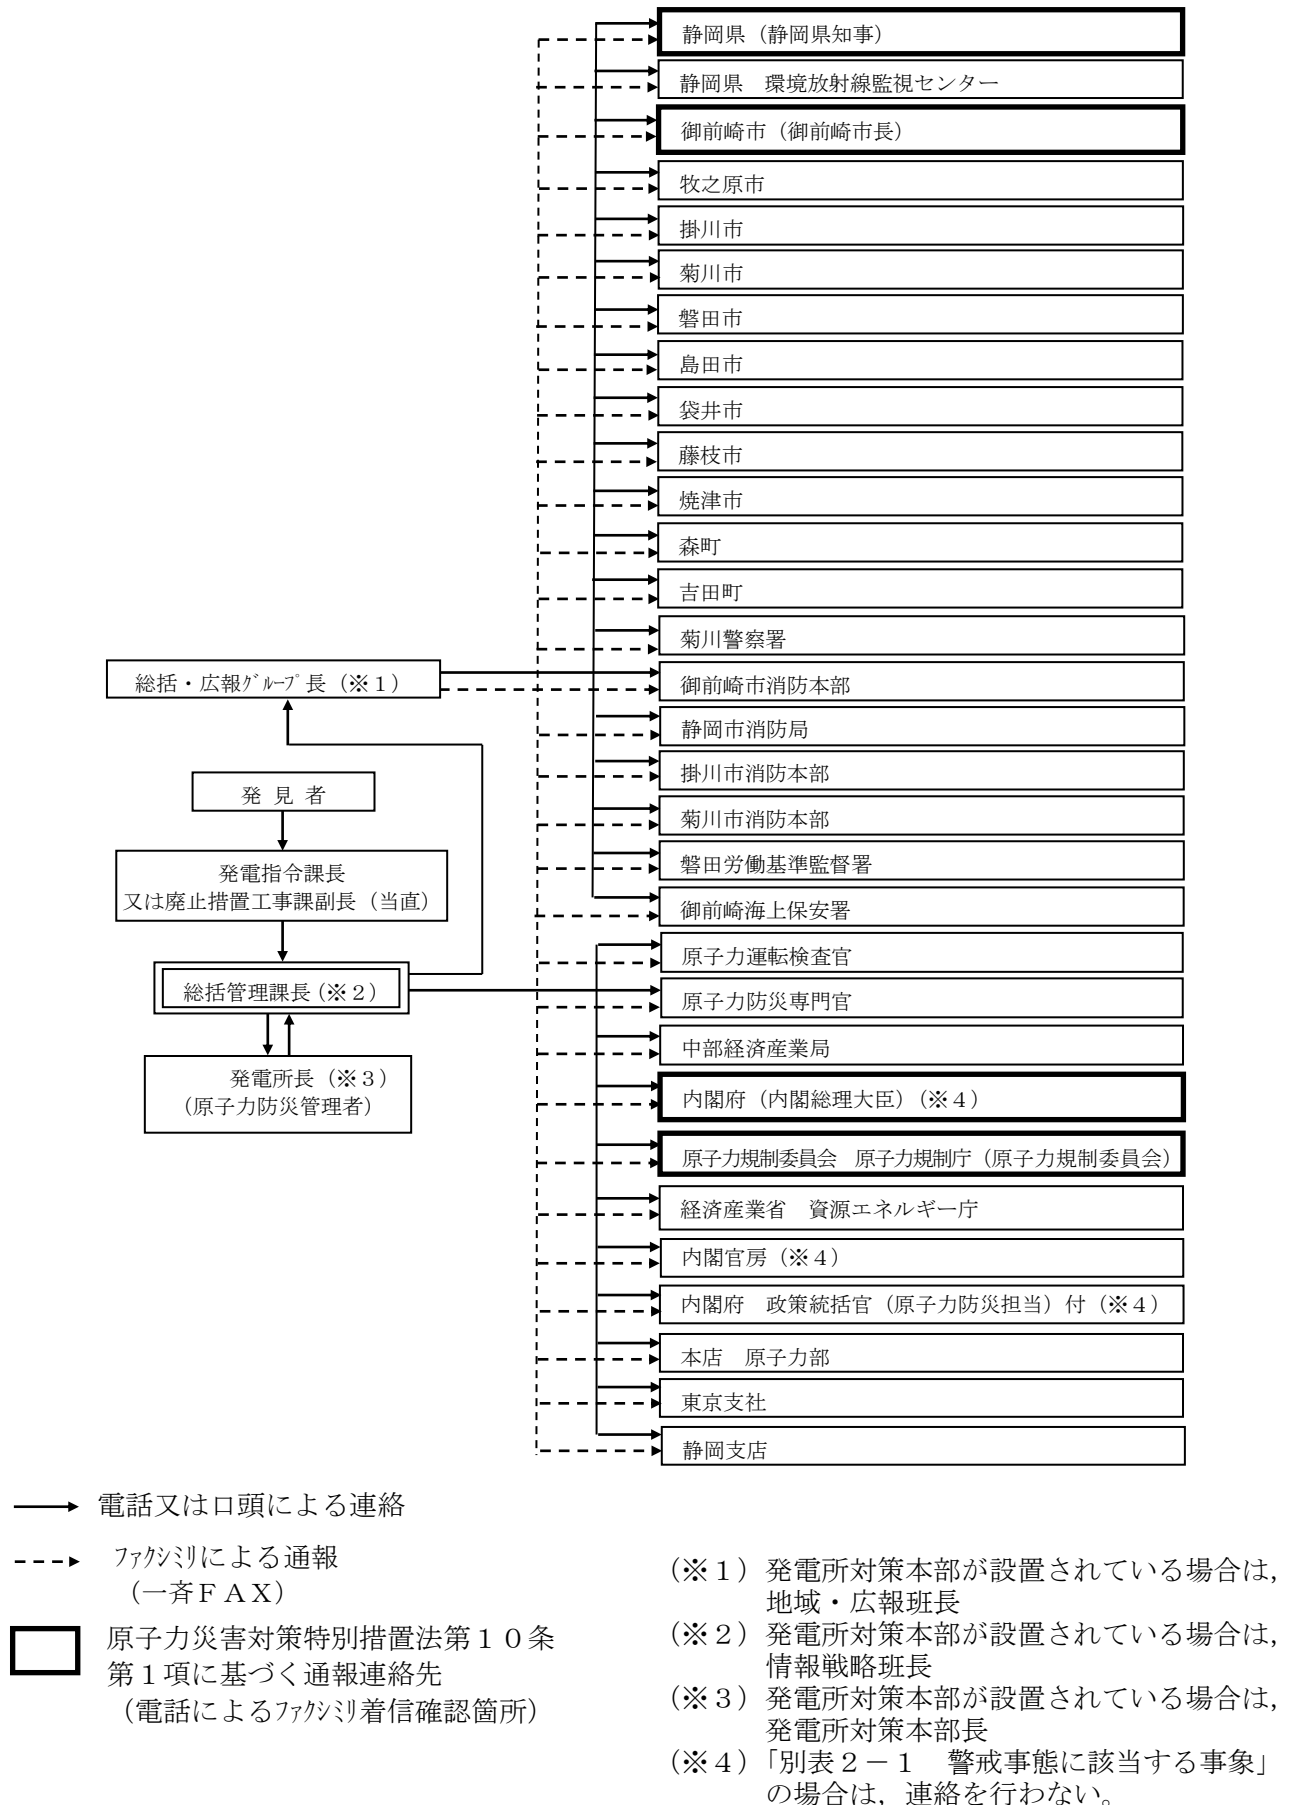 静岡県（静岡県知事）
静岡県　環境放射線監視センター
御前崎市（御前崎市長）
牧之原市
掛川市
菊川市
磐田市
島田市
袋井市
藤枝市
焼津市
森町
吉田町
菊川警察署
総括・広報ｸﾞﾙｰﾌﾟ長（※１）
御前崎市消防本部
静岡市消防局
掛川市消防本部
発 見 者
菊川市消防本部
磐田労働基準監督署
発電指令課長
又は廃止措置工事課副長（当直）
御前崎海上保安署
原子力運転検査官
総括管理課長（※２）
原子力防災専門官
中部経済産業局
発電所長（※３）
（原子力防災管理者）
内閣府（内閣総理大臣）（※４）
原子力規制委員会　原子力規制庁（原子力規制委員会）
経済産業省　資源エネルギー庁
内閣官房（※４）
内閣府　政策統括官（原子力防災担当）付（※４）
本店　原子力部
東京支社
静岡支店
電話又は口頭による連絡
ﾌｧｸｼﾐﾘによる通報
（一斉ＦＡＸ）
原子力災害対策特別措置法第１０条
第１項に基づく通報連絡先
（電話によるﾌｧｸｼﾐﾘ着信確認箇所）
（※１）発電所対策本部が設置されている場合は，
地域・広報班長
（※２）発電所対策本部が設置されている場合は，
情報戦略班長
（※３）発電所対策本部が設置されている場合は，
発電所対策本部長
（※４）「別表２－１　警戒事態に該当する事象」
の場合は，連絡を行わない。